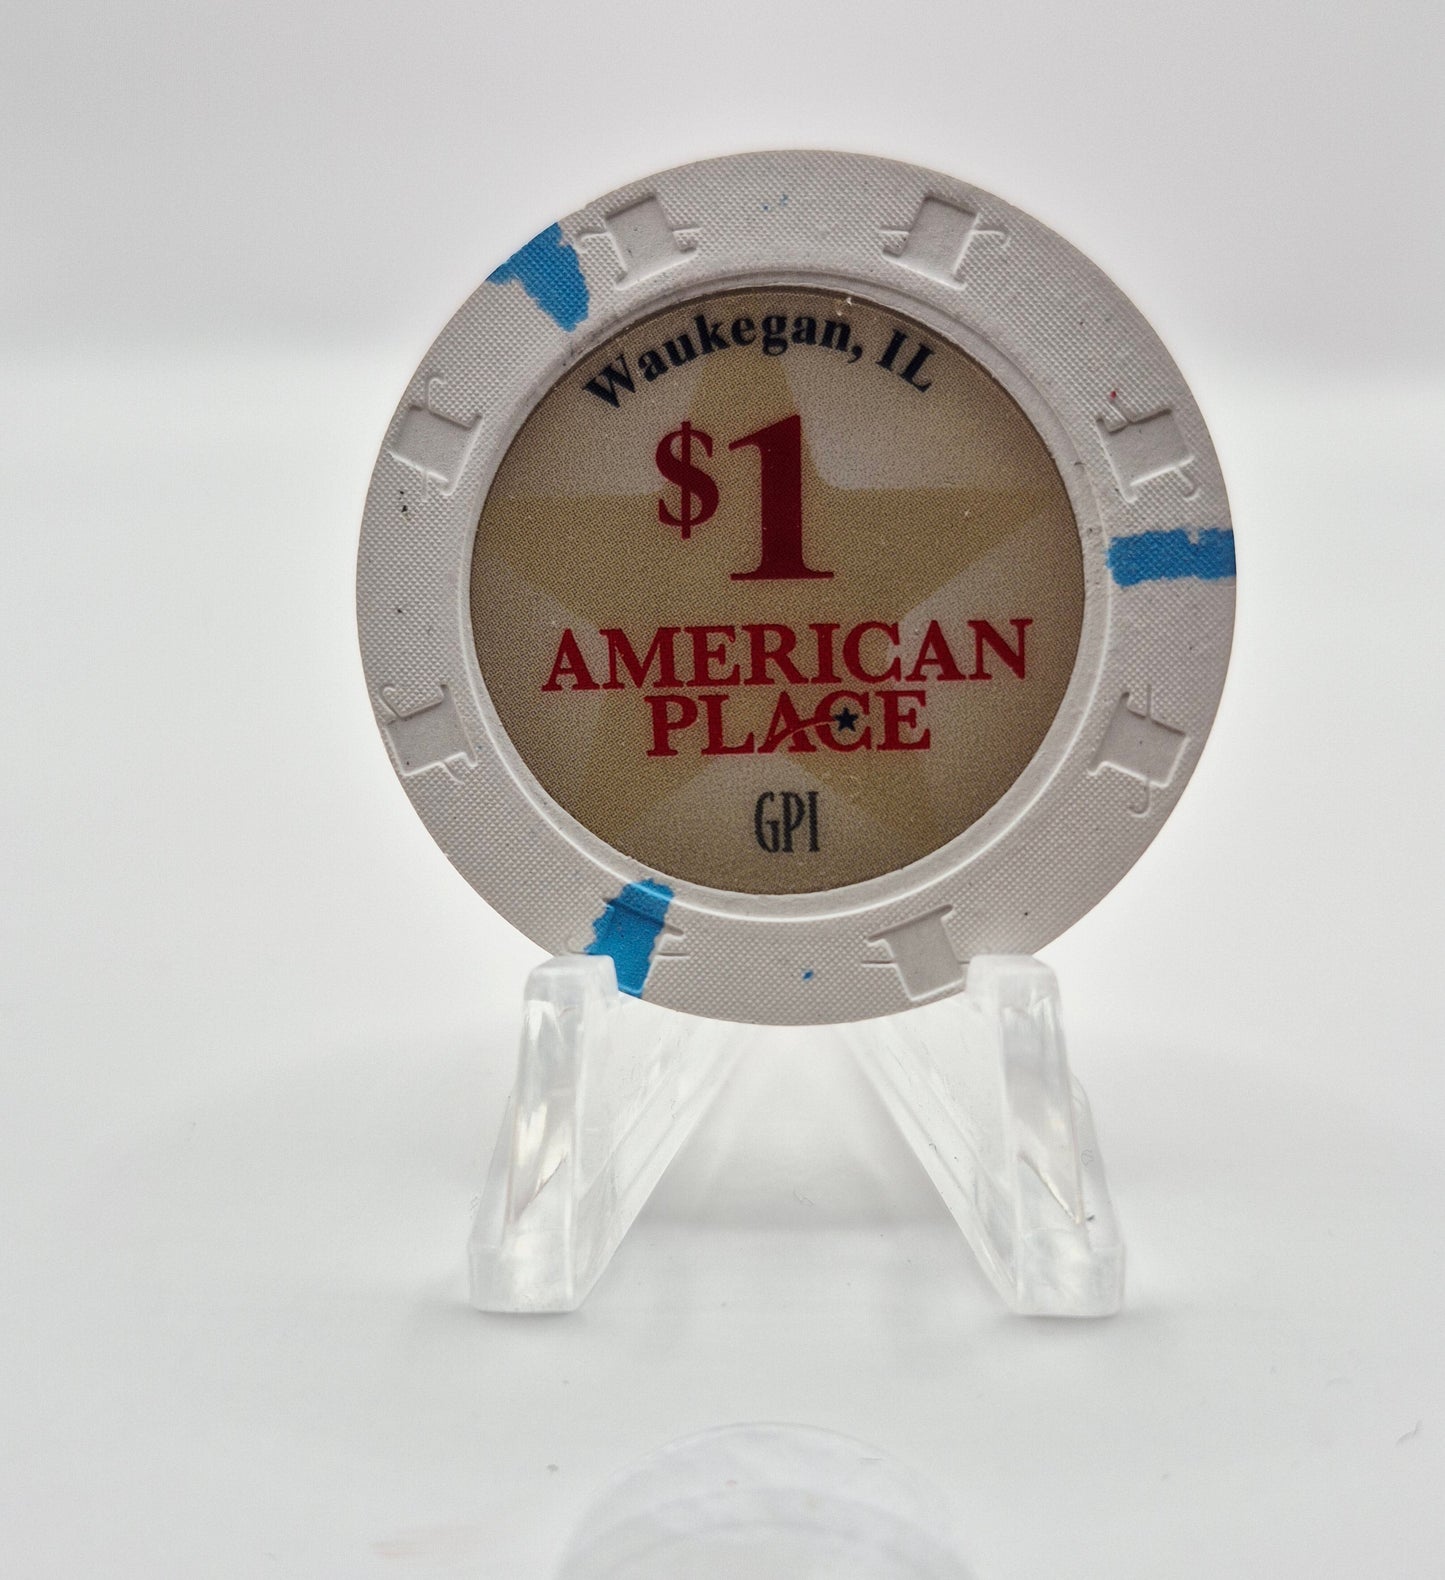 Waukegan, IL
$1
AMERICAN
PLACE
GPI